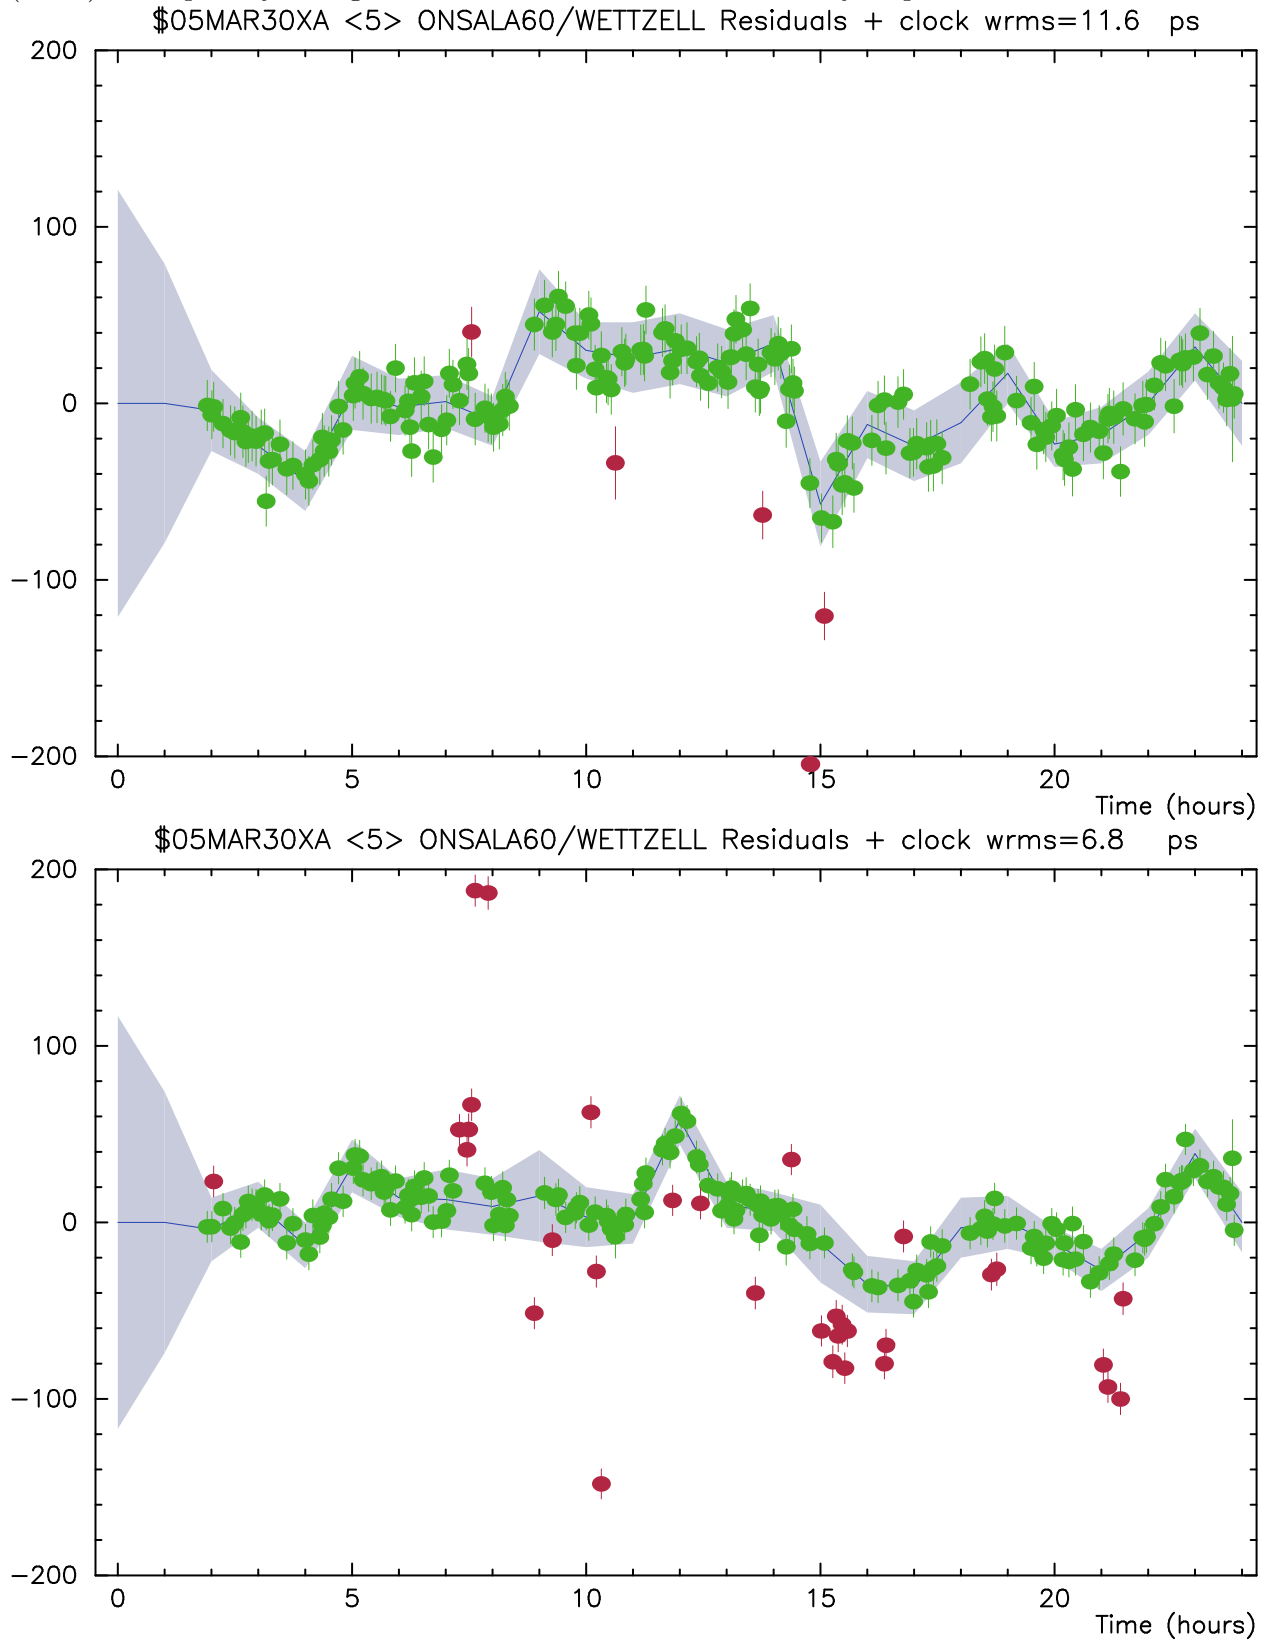 $05MAR30XA <5> ONSALA60/WETTZELL Residuals + clock wrms=11.6 ps
200
100
0
−100
−200
0 5 10 15 20
Time (hours)
$05MAR30XA <5> ONSALA60/WETTZELL Residuals + clock wrms=6.8 ps
200
100
0
−100
−200
0 5 10 15 20
Time (hours)